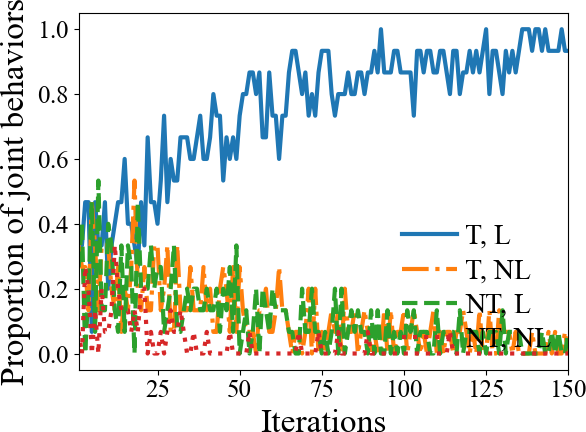 Proportion of joint behaviors
1.0
0.8
0.6
0.4
0.2
0.0
T, L
T, NL
NT, L
NT, NL
25 50 75 100 125 150
Iterations